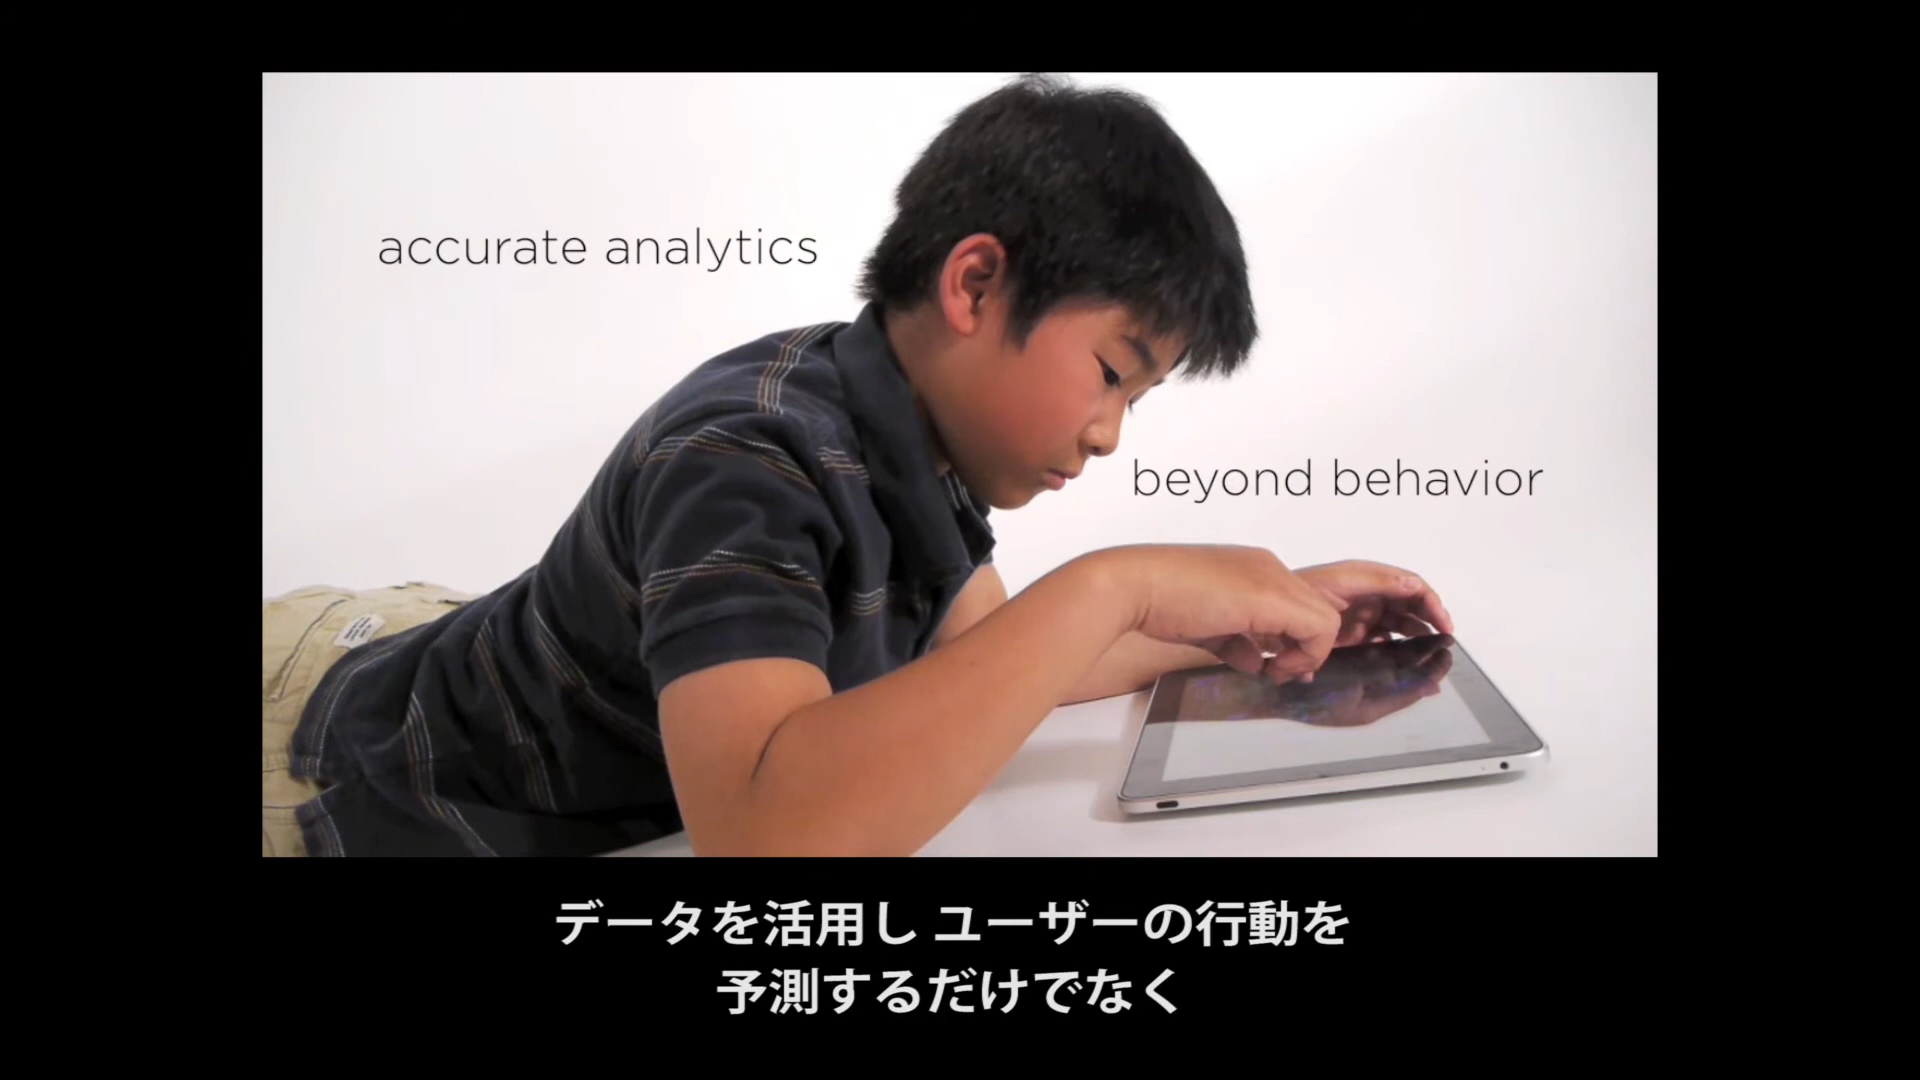 accurate analytics
beyond behavior
データを活用し ユーザーの行動を
予測するだけでなく